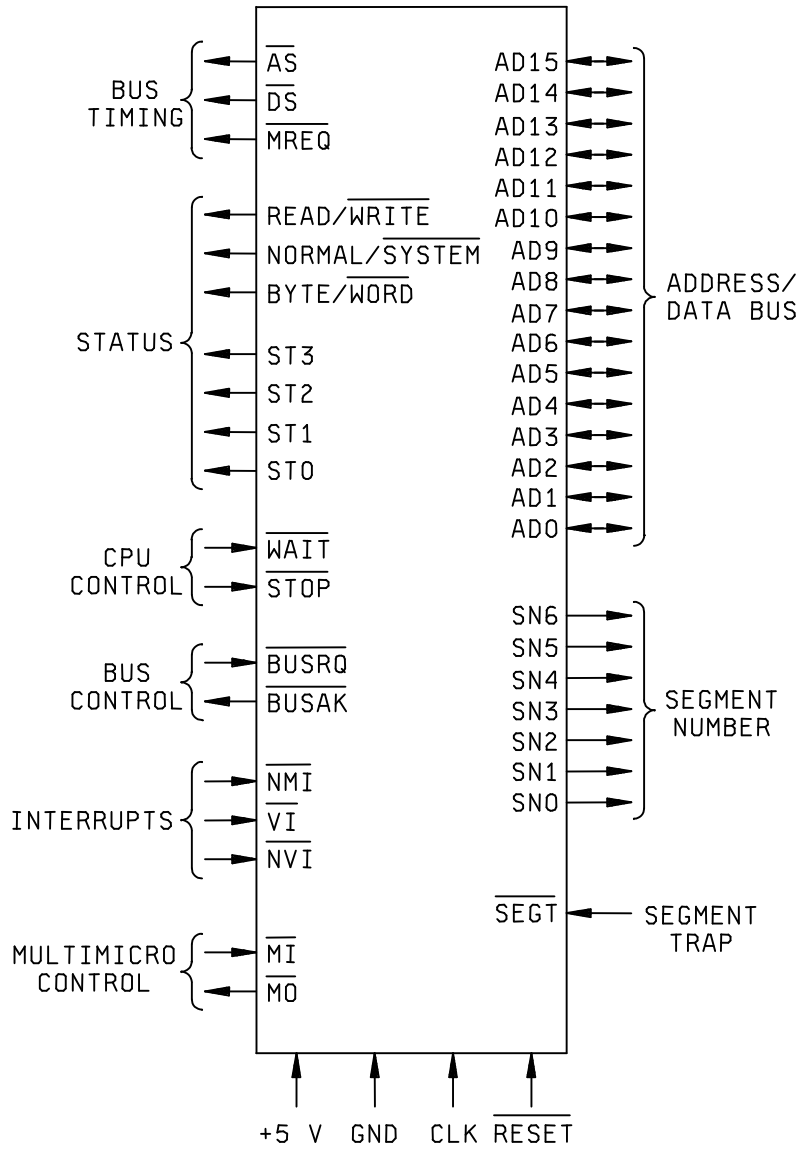 BUS
TIMING
AS
DS
MREQ
STATUS
READ/WRITE
NORMAL/SYSTEM
BYTE/WORD
ST3
ST2
ST1
ST0
CPU
CONTROL
WAIT
STOP
BUS
CONTROL
BUSRQ
BUSAK
INTERRUPTS
NMI
VI
NVI
MULTIMICRO
CONTROL
MI
MO
AD15
AD14
AD13
AD12
AD11
AD10
AD9
AD8
AD7
AD6
AD5
AD4
AD3
AD2
AD1
AD0
ADDRESS/
DATA BUS
SN6
SN5
SN4
SN3
SN2
SN1
SN0
SEGMENT
NUMBER
SEGT
SEGMENT
TRAP
+5 V GND CLK RESET